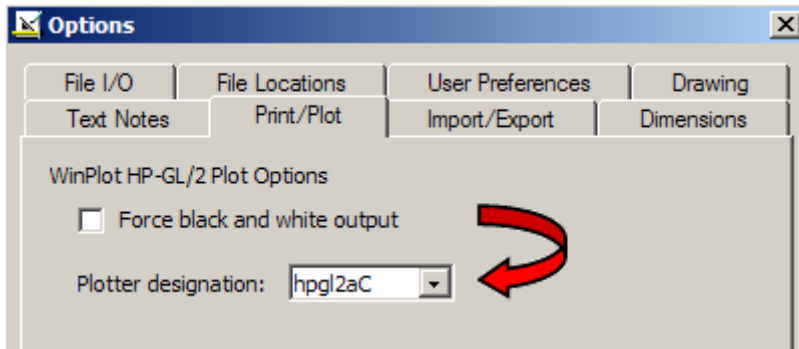 Options
File I/O File Locations User Preferences Drawing
Text Notes Print/Plot Import/Export Dimensions
WinPlot HP-GL/2 Plot Options
Force black and white output
Plotter designation: hpgl2aC